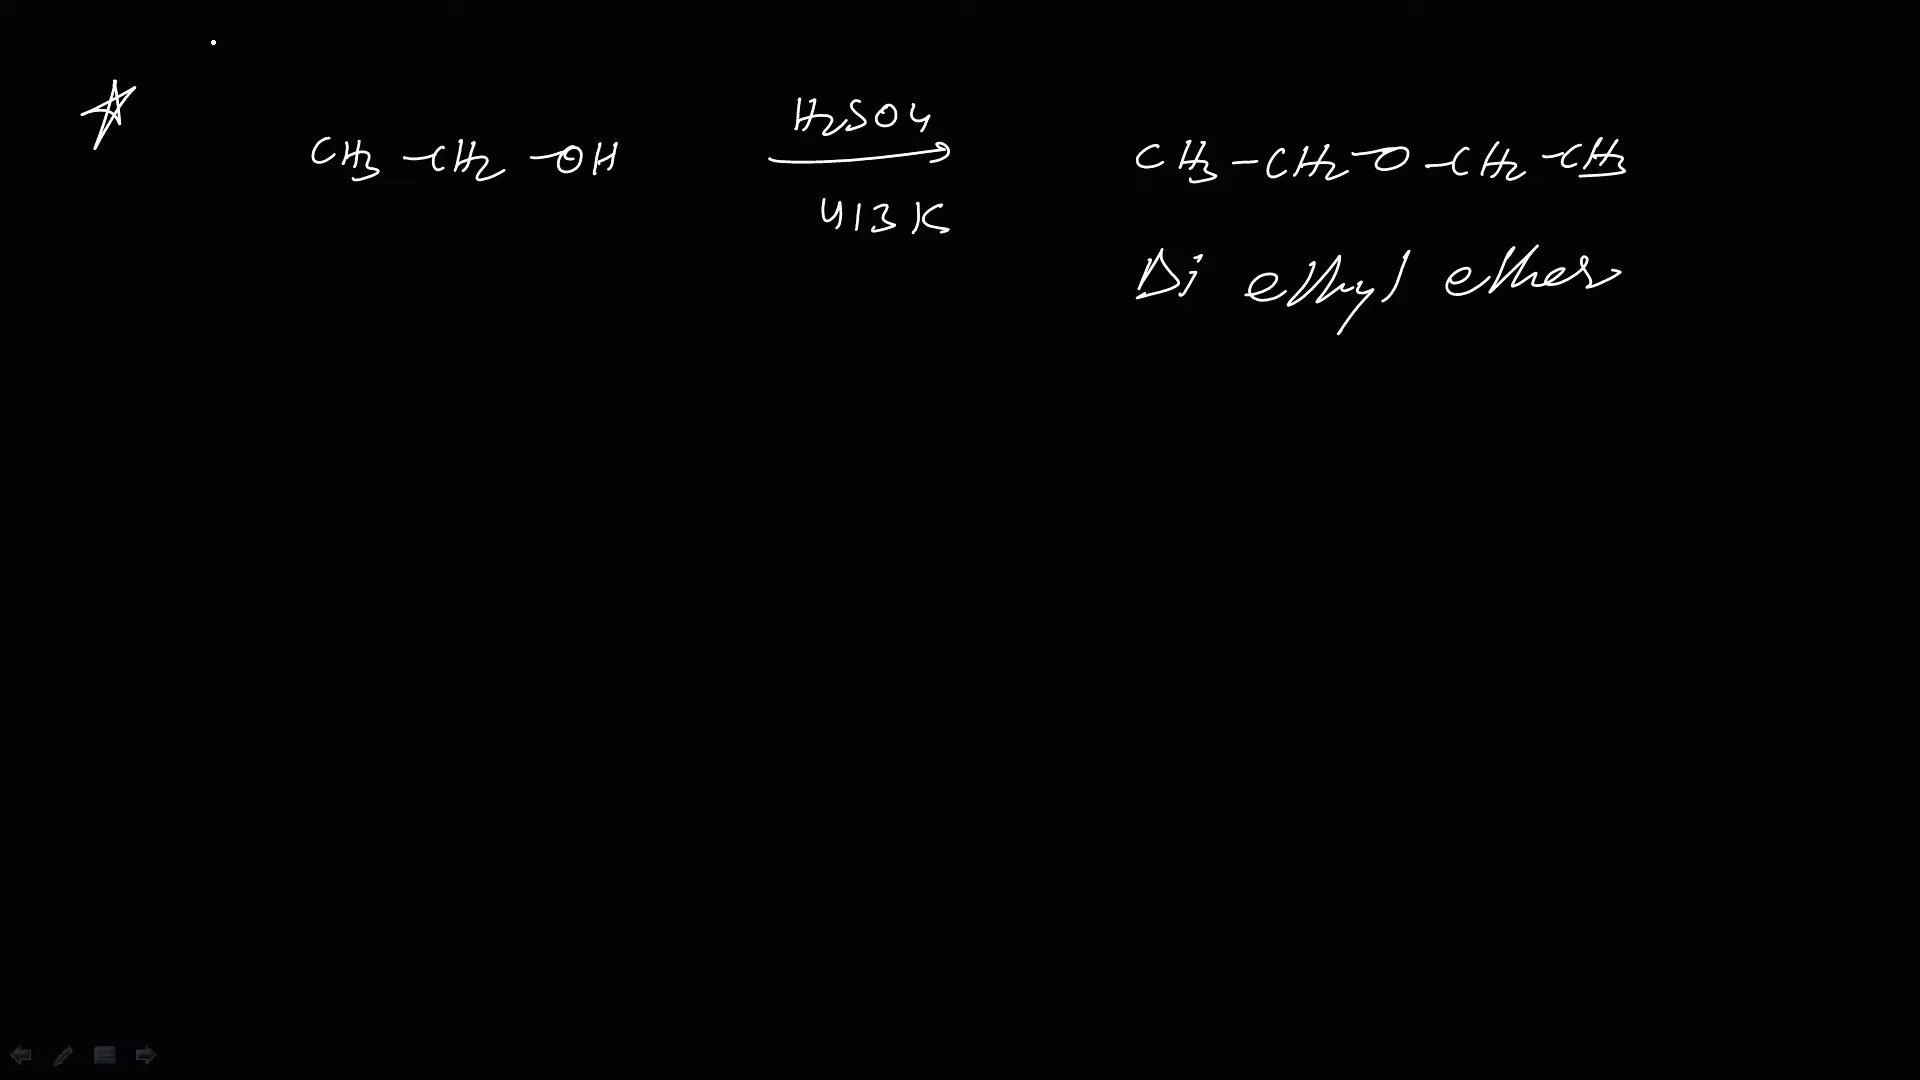 CH3 - CH2 - OH H2SO4 413 K CH3 - CH2 - O - CH2 - CH3
Di ethyl ether